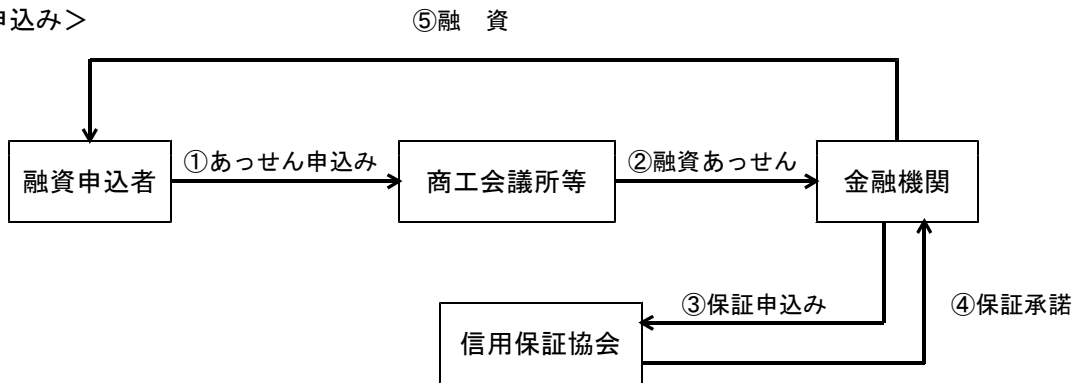 申込み＞
⑤融　資
融資申込者
①あっせん申込み
商工会議所等
②融資あっせん
金融機関
③保証申込み
④保証承諾
信用保証協会